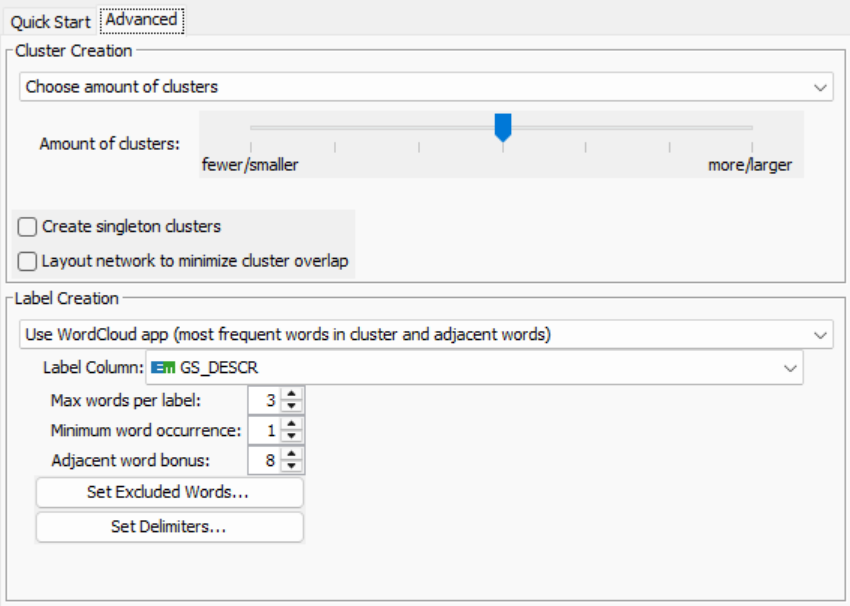 Quick Start
Advanced
Cluster Creation
Choose amount of clusters
Amount of clusters:
fewer/smaller
more/larger
Create singleton clusters
Layout network to minimize cluster overlap
Label Creation
Use WordCloud app (most frequent words in cluster and adjacent words)
Label Column: Em GS_DESCR
Max words per label: 3
Minimum word occurrence: 1
Adjacent word bonus: 8
Set Excluded Words...
Set Delimiters...